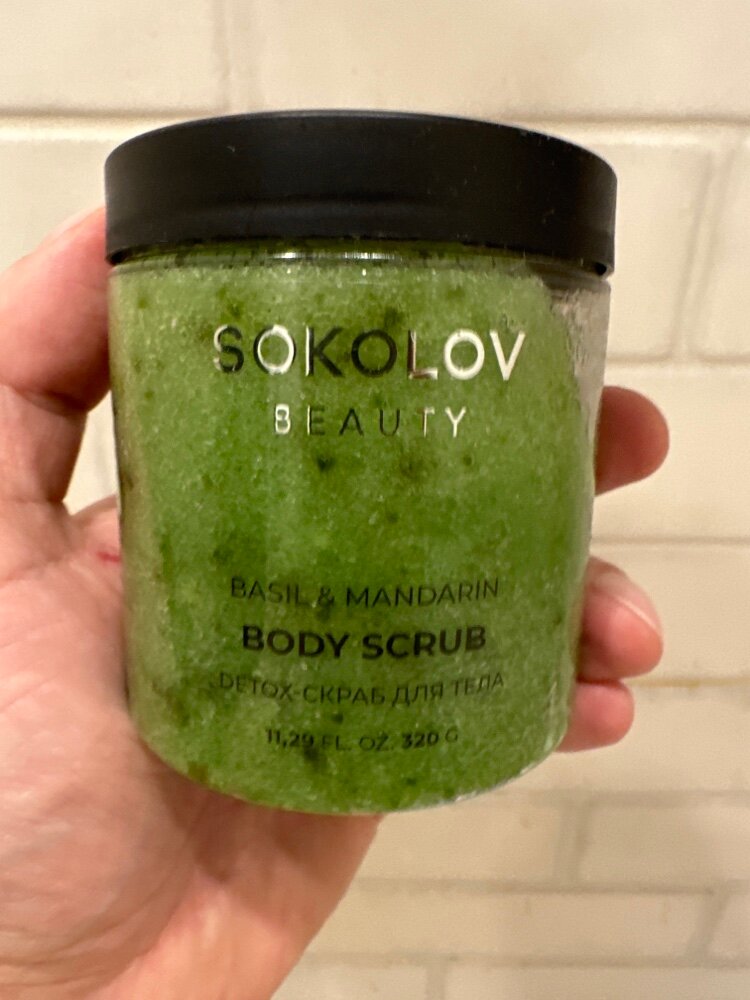 SOKOLOV
BEAUTY
BASIL & MANDARIN
BODY SCRUB
DETOX-СКРАБ ДЛЯ ТЕЛА
11,29 FL. OZ. 320 G